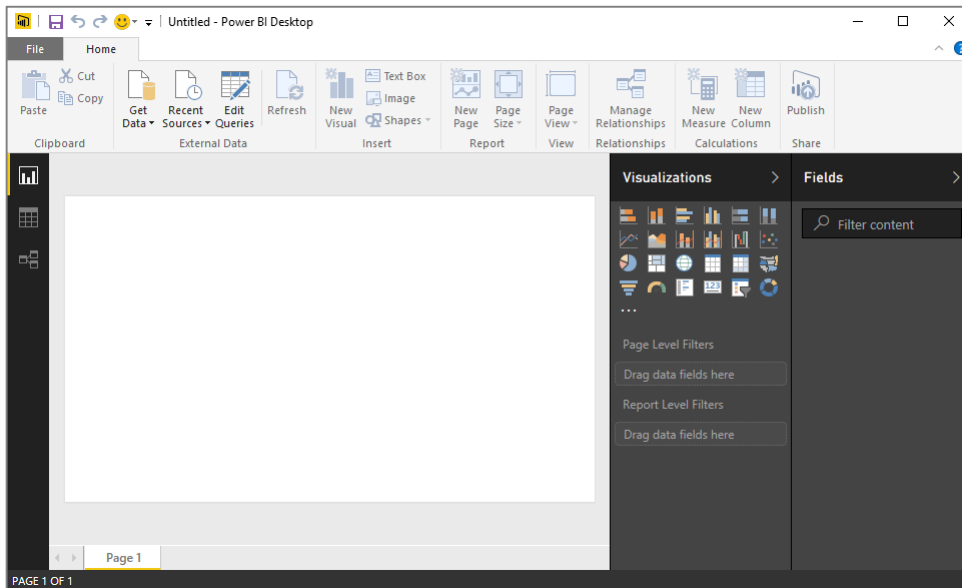 Untitled - Power BI Desktop
File Home
Paste
Cut
Copy
Clipboard
Get Data
Recent Sources
Edit Queries
Refresh
External Data
New Visual
Text Box
Image
Shapes
Insert
New Page
Page Size
Report
Page View
View
Manage Relationships
Relationships
New Measure
New Column
Calculations
Publish
Share
Visualizations
Fields
Filter content
123
Page Level Filters
Drag data fields here
Report Level Filters
Drag data fields here
Page 1
PAGE 1 OF 1